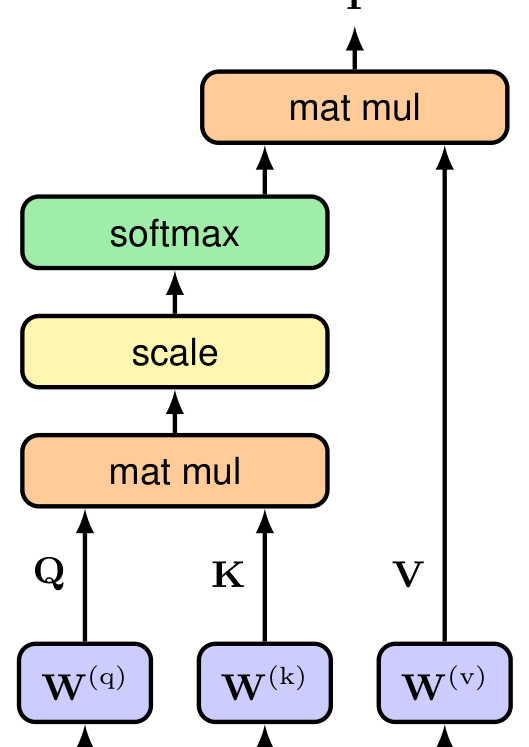 mat mul
softmax
scale
mat mul
Q K V
W^(q) W^(k) W^(v)